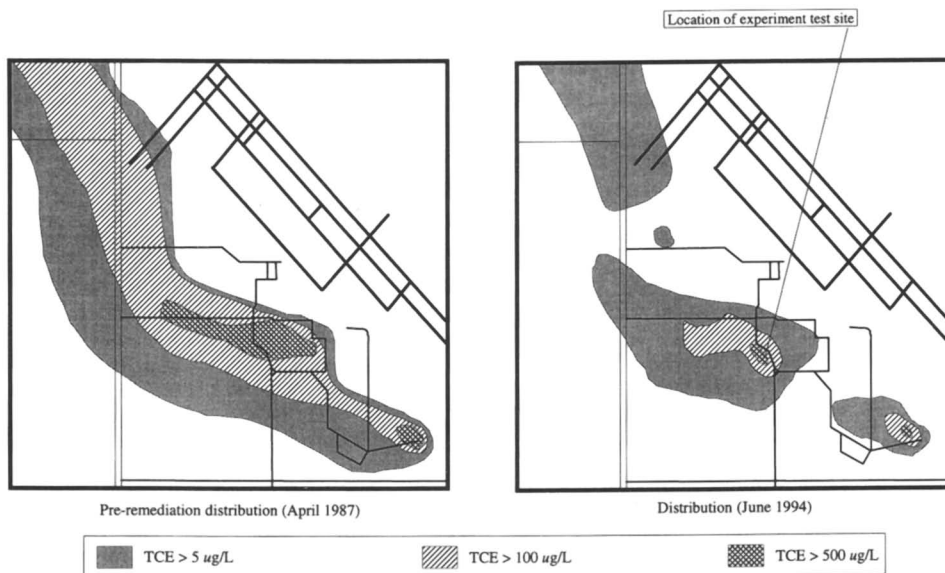 Location of experiment test site
Pre-remediation distribution (April 1987)
Distribution (June 1994)
TCE > 5 ug/L
TCE > 100 ug/L
TCE > 500 ug/L